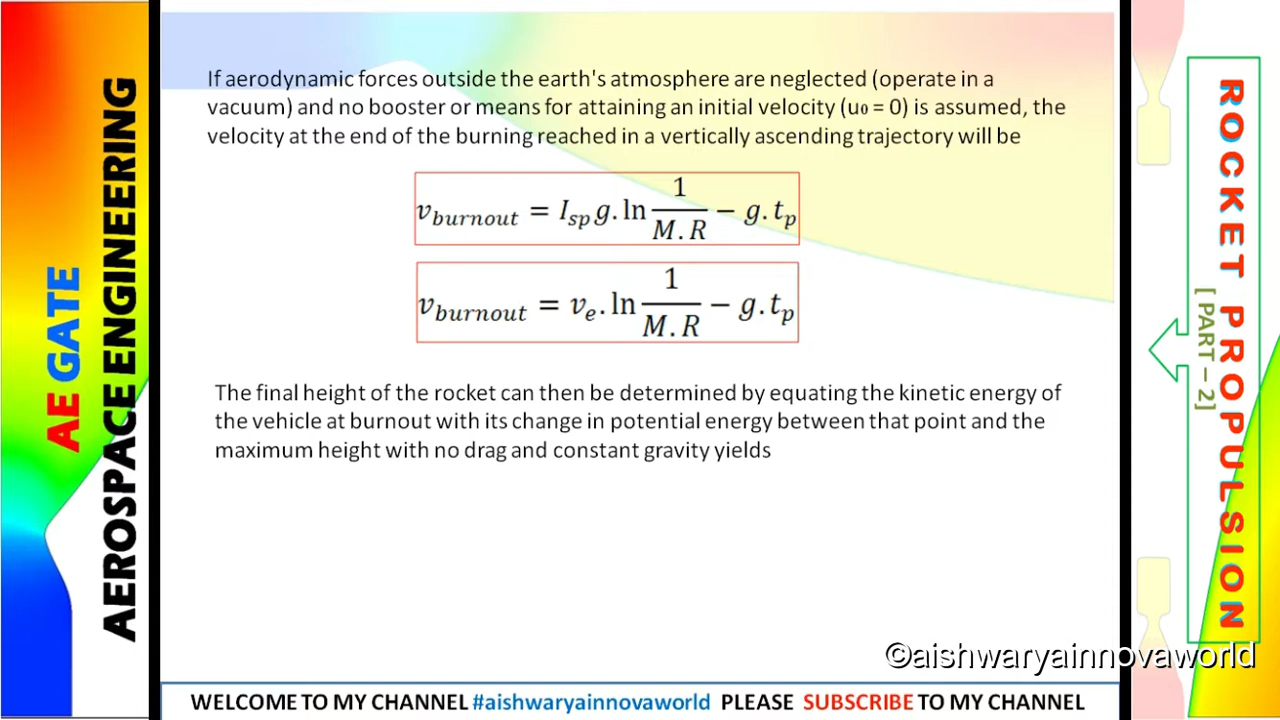 AE GATE
AEROSPACE ENGINEERING
If aerodynamic forces outside the earth's atmosphere are neglected (operate in a
vacuum) and no booster or means for attaining an initial velocity (u₀ = 0) is assumed, the
velocity at the end of the burning reached in a vertically ascending trajectory will be
v_burnout = I_sp g. ln 1/M.R − g.t_p
v_burnout = v_e. ln 1/M.R − g.t_p
The final height of the rocket can then be determined by equating the kinetic energy of
the vehicle at burnout with its change in potential energy between that point and the
maximum height with no drag and constant gravity yields
ROCKET PROPULSION
[ PART – 2]
©aishwaryainnovaworld
WELCOME TO MY CHANNEL #aishwaryainnovaworld PLEASE SUBSCRIBE TO MY CHANNEL